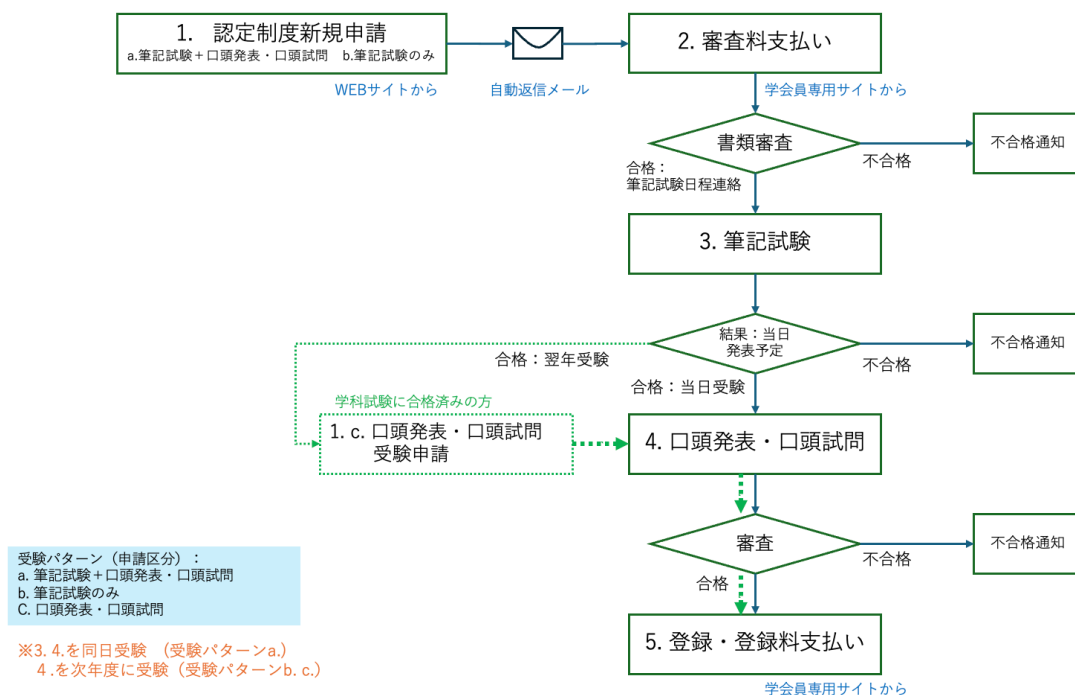 1. 認定制度新規申請
a.筆記試験＋口頭発表・口頭試問 b.筆記試験のみ
WEBサイトから
自動返信メール
2. 審査料支払い
学会員専用サイトから
書類審査
不合格
不合格通知
合格：
筆記試験日程連絡
3. 筆記試験
結果：当日
発表予定
不合格
不合格通知
合格：翌年受験
合格：当日受験
学科試験に合格済みの方
1. c. 口頭発表・口頭試問
受験申請
4. 口頭発表・口頭試問
審査
不合格
不合格通知
合格
5. 登録・登録料支払い
学会員専用サイトから
受験パターン（申請区分）：
a. 筆記試験＋口頭発表・口頭試問
b. 筆記試験のみ
C. 口頭発表・口頭試問
※3. 4.を同日受験 （受験パターンa.）
４.を次年度に受験（受験パターンb. c.）